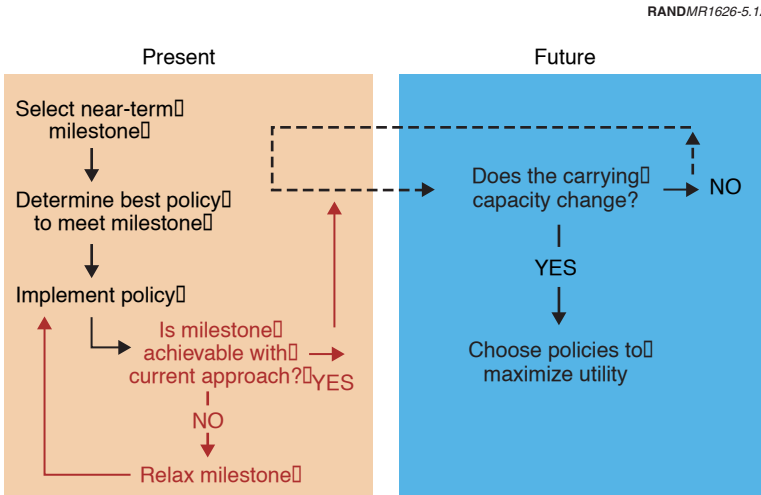 RANDMR1626-5.1
Present
Future
Select near-term
milestone
Determine best policy
to meet milestone
Implement policy
Is milestone
achievable with
current approach?
YES
NO
Relax milestone
Does the carrying
capacity change?
NO
YES
Choose policies to
maximize utility